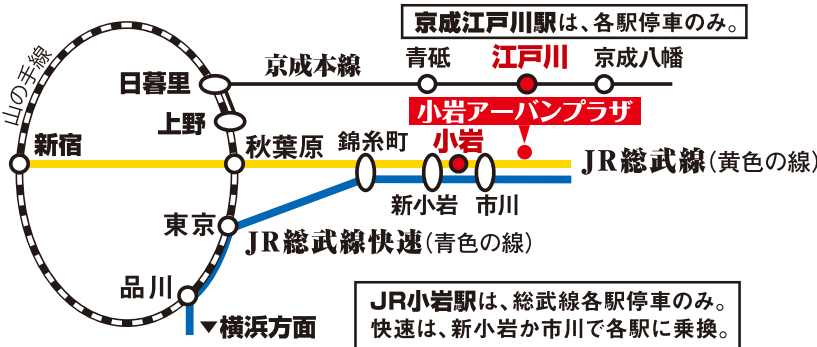 京成江戸川駅は、各駅停車のみ。
山の手線
京成本線
青砥
江戸川
京成八幡
日暮里
上野
小岩アーバンプラザ
新宿
秋葉原
錦糸町
小岩
JR総武線(黄色の線)
新小岩
市川
東京
JR総武線快速(青色の線)
品川
▼横浜方面
JR小岩駅は、総武線各駅停車のみ。
快速は、新小岩か市川で各駅に乗換。